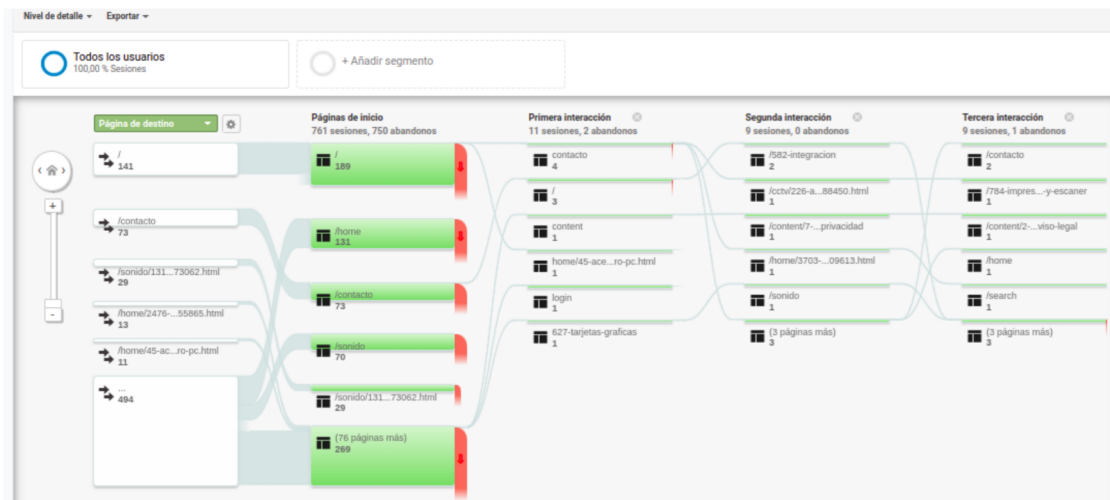 Nivel de detalle Exportar
Todos los usuarios
100,00 % Sesiones
+ Añadir segmento
Página de destino
/
141
/contacto
73
/sonido/131...73062.html
29
/home/2476-...55865.html
13
/home/45-ac...ro-pc.html
11
...
494
Páginas de inicio
761 sesiones, 750 abandonos
/
189
/home
131
/contacto
73
/sonido
70
/sonido/131...73062.html
29
(76 páginas más)
269
Primera interacción
11 sesiones, 2 abandonos
contacto
4
/
3
content
1
home/45-ace...ro-pc.html
1
login
1
627-tarjetas-graficas
1
Segunda interacción
9 sesiones, 0 abandonos
/582-integracion
2
/cctv/226-a...88450.html
1
/content/7-...privacidad
1
/home/3703-...09613.html
1
/sonido
1
(3 páginas más)
3
Tercera interacción
9 sesiones, 1 abandonos
/contacto
2
/784-impres...-y-escaner
1
/content/2-...viso-legal
1
/home
1
/search
1
(3 páginas más)
3